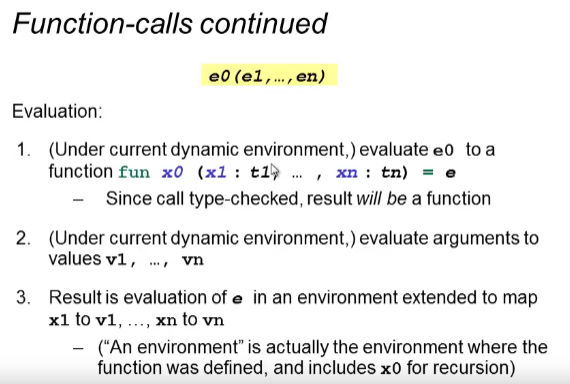 Function-calls continued
e0 (e1,…,en)
Evaluation:
1. (Under current dynamic environment,) evaluate e0 to a
function fun x0 (x1 : t1, … , xn : tn) = e
– Since call type-checked, result will be a function
2. (Under current dynamic environment,) evaluate arguments to
values v1, …, vn
3. Result is evaluation of e in an environment extended to map
x1 to v1, …, xn to vn
– (“An environment” is actually the environment where the
function was defined, and includes x0 for recursion)